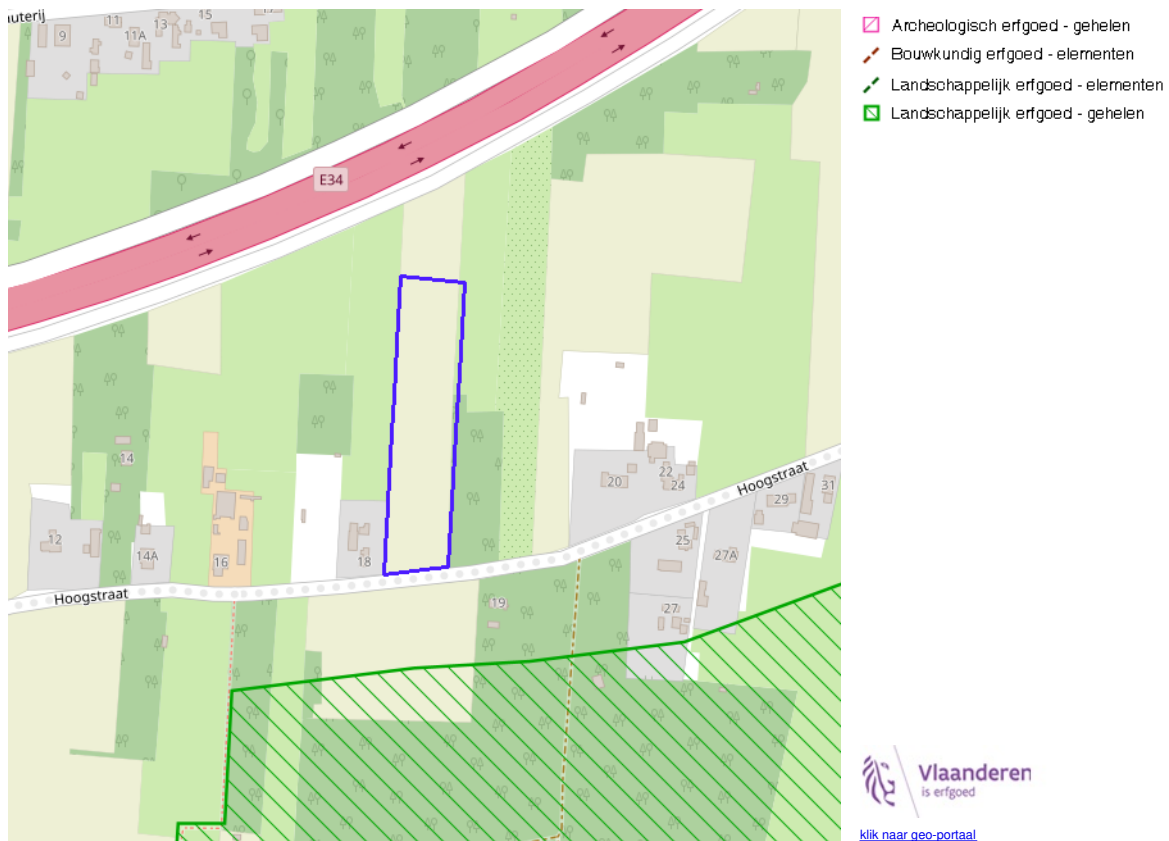 9
11
11A
13
15
E34
14
12
14A
16
18
Hoogstraat
20
22
24
Hoogstraat
29
31
25
27A
27
19
Archeologisch erfgoed - gehelen
Bouwkundig erfgoed - elementen
Landschappelijk erfgoed - elementen
Landschappelijk erfgoed - gehelen
Vlaanderen
is erfgoed
klik naar geo-portaal